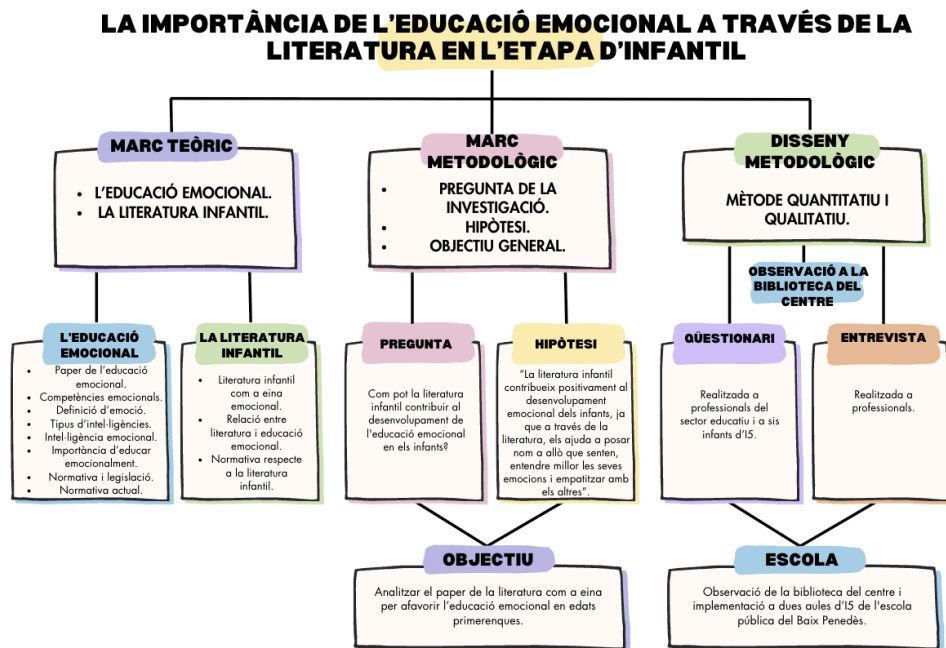 LA IMPORTÀNCIA DE L'EDUCACIÓ EMOCIONAL A TRAVÉS DE LA
LITERATURA EN L'ETAPA D'INFANTIL
MARC TEÒRIC
• L'EDUCACIÓ EMOCIONAL.
• LA LITERATURA INFANTIL.
MARC
METODOLÒGIC
• PREGUNTA DE LA
INVESTIGACIÓ.
• HIPÒTESI.
• OBJECTIU GENERAL.
DISSENY
METODOLÒGIC
MÈTODE QUANTITATIU I
QUALITATIU.
OBSERVACIÓ A LA
BIBLIOTECA DEL
CENTRE
L'EDUCACIÓ
EMOCIONAL
• Paper de l'educació
emocional.
• Competències emocionals.
• Definició d'emoció.
• Tipus d'intel·ligències.
• Intel·ligència emocional.
• Importància d'educar
emocionalment.
• Normativa i legislació.
• Normativa actual.
LA LITERATURA
INFANTIL
• Literatura infantil
com a eina
emocional.
• Relació entre
literatura i educació
emocional.
• Normativa respecte
a la literatura
infantil.
PREGUNTA
Com pot la literatura
infantil contribuir al
desenvolupament de
l'educació emocional
en els infants?
HIPÒTESI
"La literatura infantil
contribueix positivament al
desenvolupament
emocional dels infants, ja
que a través de la
literatura, els ajuda a posar
nom a allò que senten,
entendre millor les seves
emocions i empatitzar amb
els altres".
QÜESTIONARI
Realitzada a
professionals del
sector educatiu i a sis
infants d'I5.
ENTREVISTA
Realitzada a
professionals.
OBJECTIU
Analitzar el paper de la literatura com a eina
per afavorir l'educació emocional en edats
primerenques.
ESCOLA
Observació de la biblioteca del centre i
implementació a dues aules d'I5 de l'escola
pública del Baix Penedès.